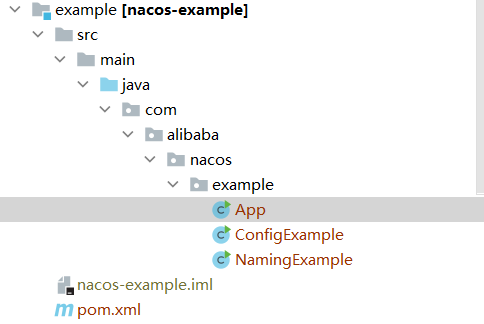 example [nacos-example]
src
main
java
com
alibaba
nacos
example
App
ConfigExample
NamingExample
nacos-example.iml
pom.xml